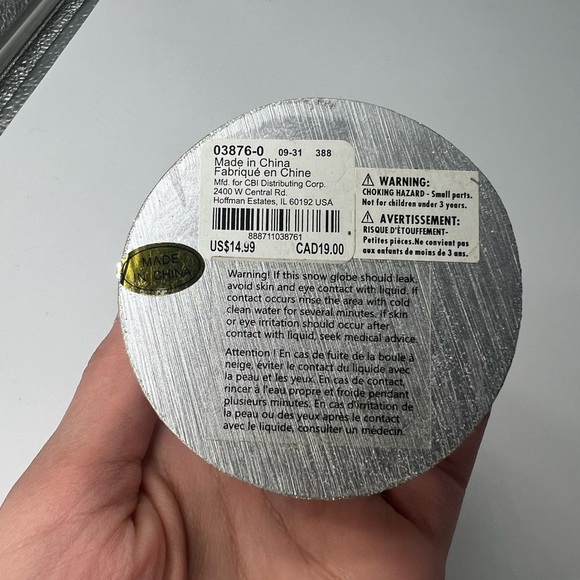 03876-0 09-31 388
Made in China
Fabriqué en Chine
Mfd. for CBI Distributing Corp.
2400 W Central Rd.
Hoffman Estates, IL 60192 USA
888711038761
US$14.99 CAD19.00
⚠ WARNING:
CHOKING HAZARD - Small parts.
Not for children under 3 years.
⚠ AVERTISSEMENT:
RISQUE D'ÉTOUFFEMENT-
Petites pièces.Ne convient pas
aux enfants de moins de 3 ans.
MADE
IN CHINA
Warning! If this snow globe should leak,
avoid skin and eye contact with liquid. If
contact occurs rinse the area with cold
clean water for several minutes. If skin
or eye irritation should occur after
contact with liquid, seek medical advice.
Attention ! En cas de fuite de la boule à
neige, éviter le contact du liquide avec
la peau et les yeux. En cas de contact,
rincer à l'eau propre et froide pendant
plusieurs minutes. En cas d'irritation de
la peau ou des yeux après le contact
avec le liquide, consulter un médecin.